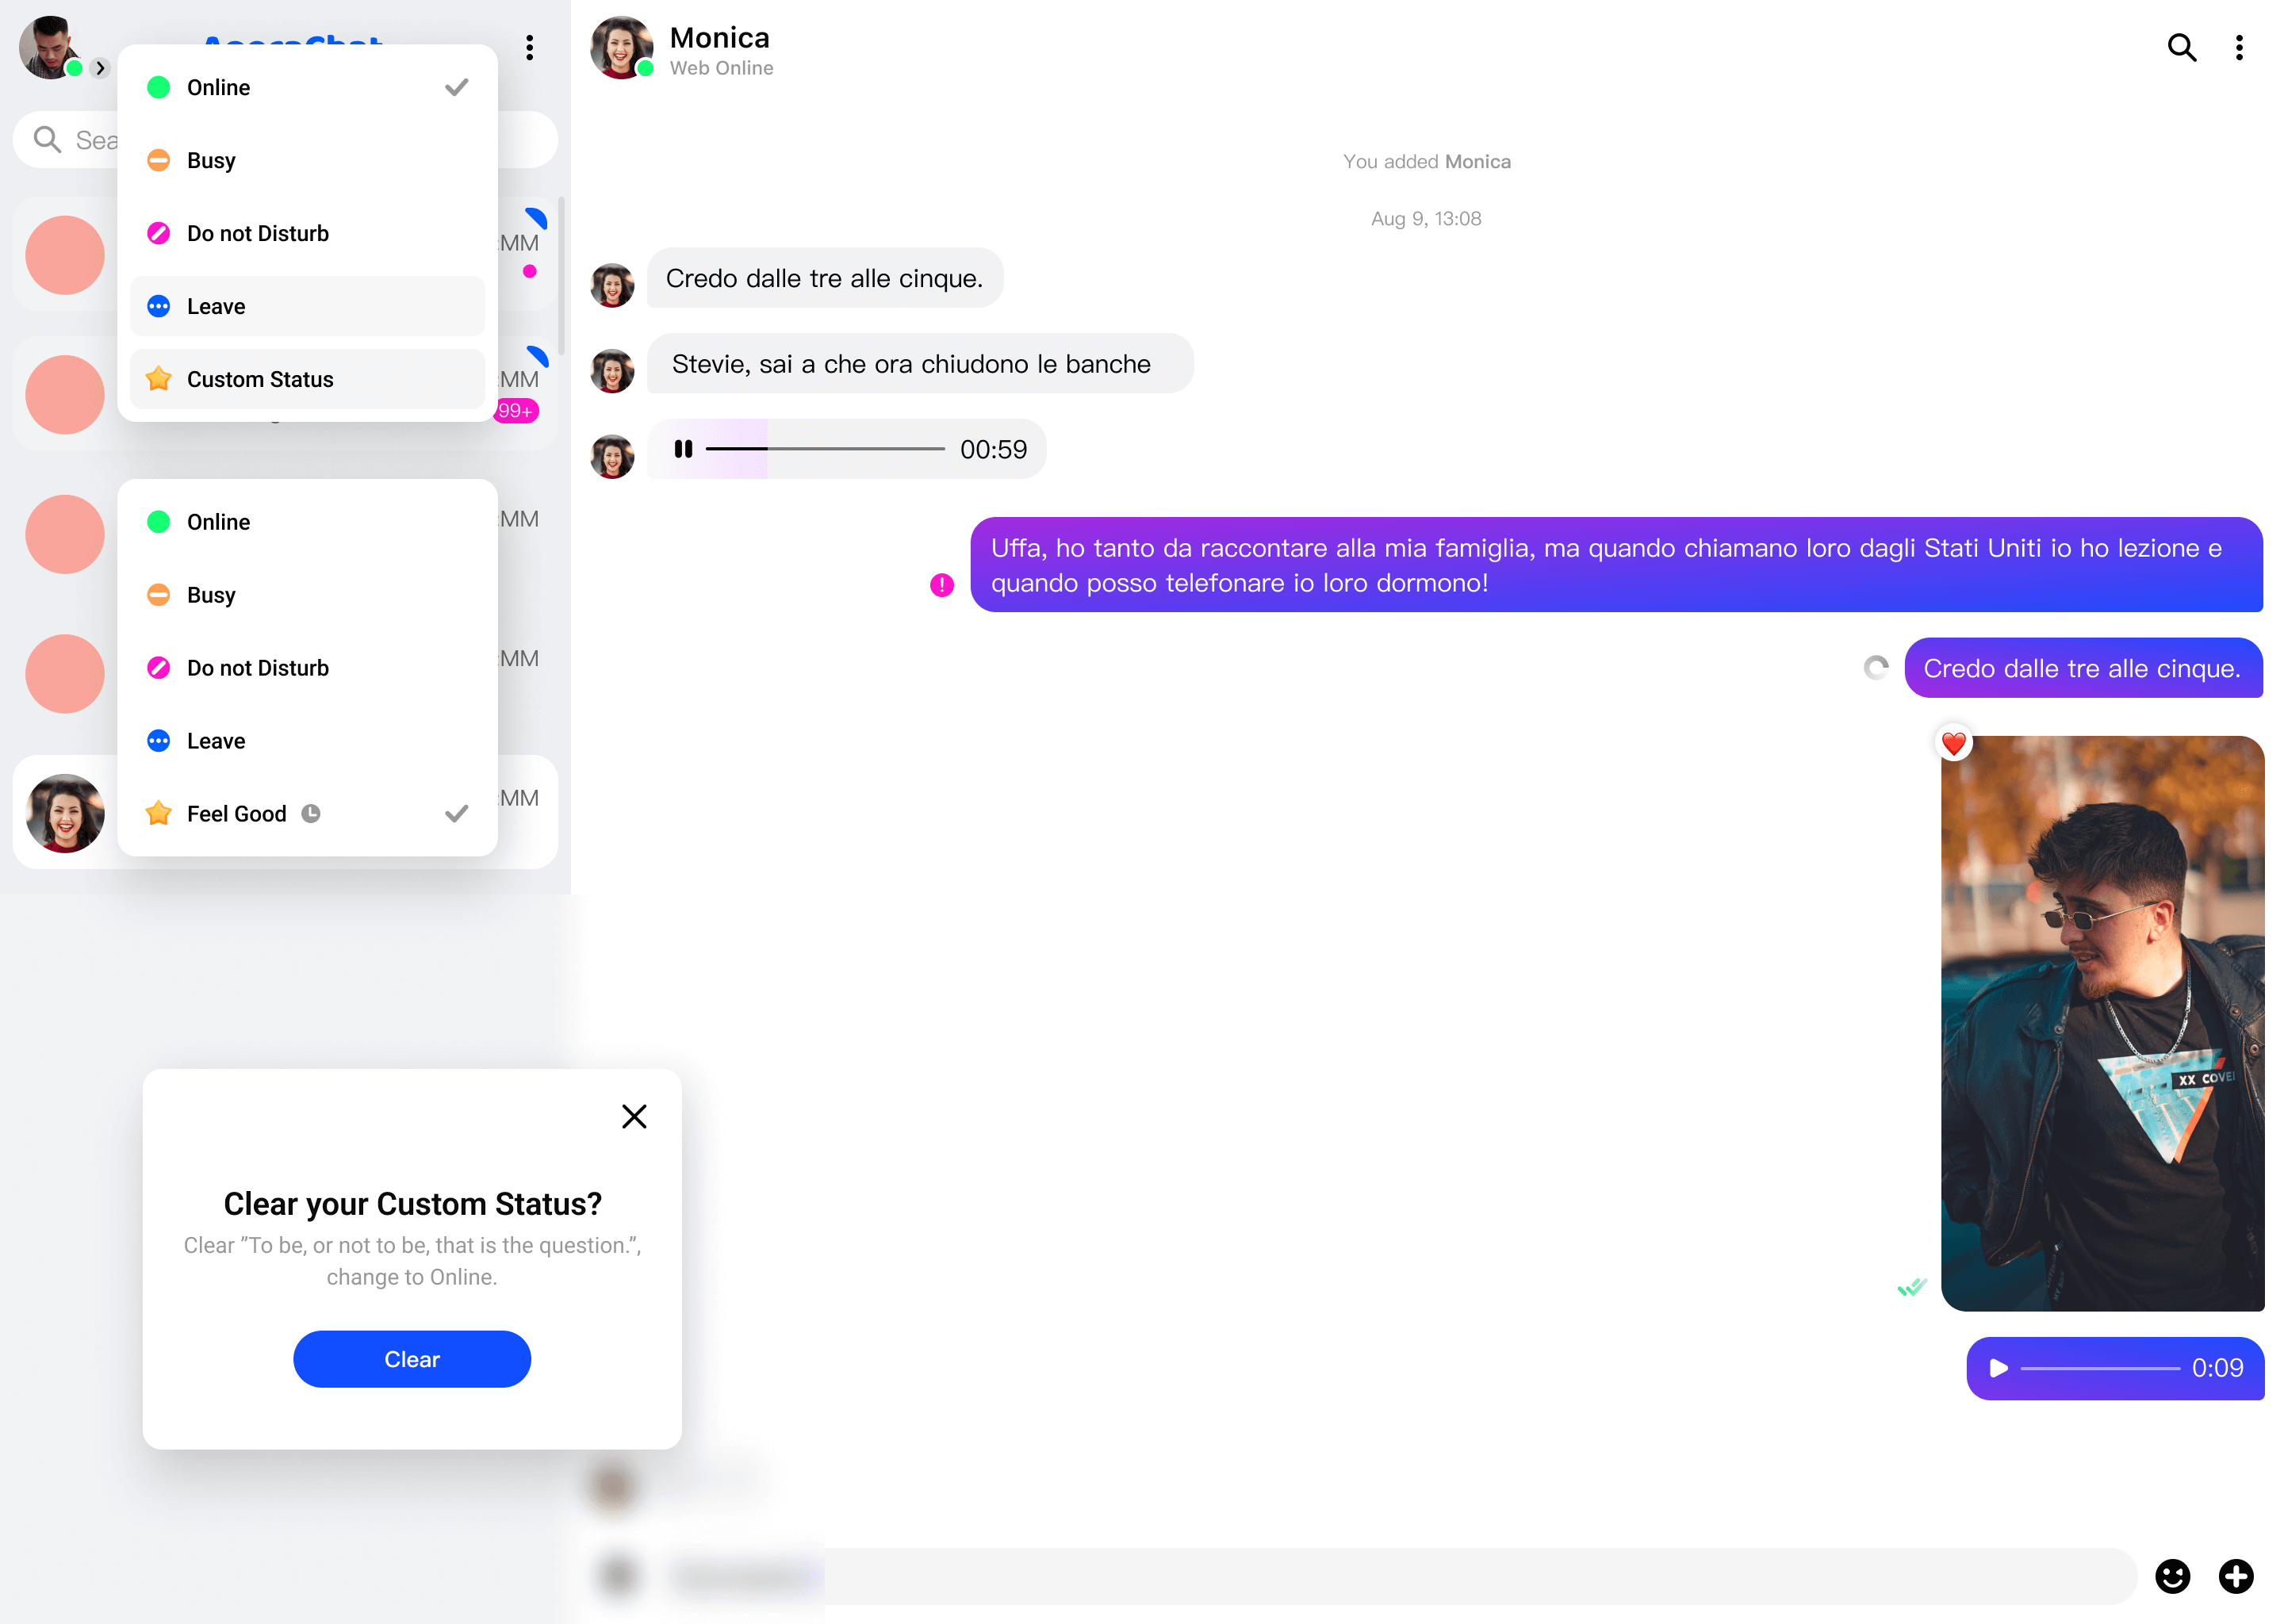 AgoraChat
Online
Sea
Busy
Do not Disturb
:MM
Leave
Custom Status
:MM
99+
Online
:MM
Busy
Do not Disturb
:MM
Leave
Feel Good
:MM
Clear your Custom Status?
Clear ”To be, or not to be, that is the question.”,
change to Online.
Clear
Monica
Web Online
You added Monica
Aug 9, 13:08
Credo dalle tre alle cinque.
Stevie, sai a che ora chiudono le banche
00:59
Uffa, ho tanto da raccontare alla mia famiglia, ma quando chiamano loro dagli Stati Uniti io ho lezione e
quando posso telefonare io loro dormono!
Credo dalle tre alle cinque.
XX COVE
0:09